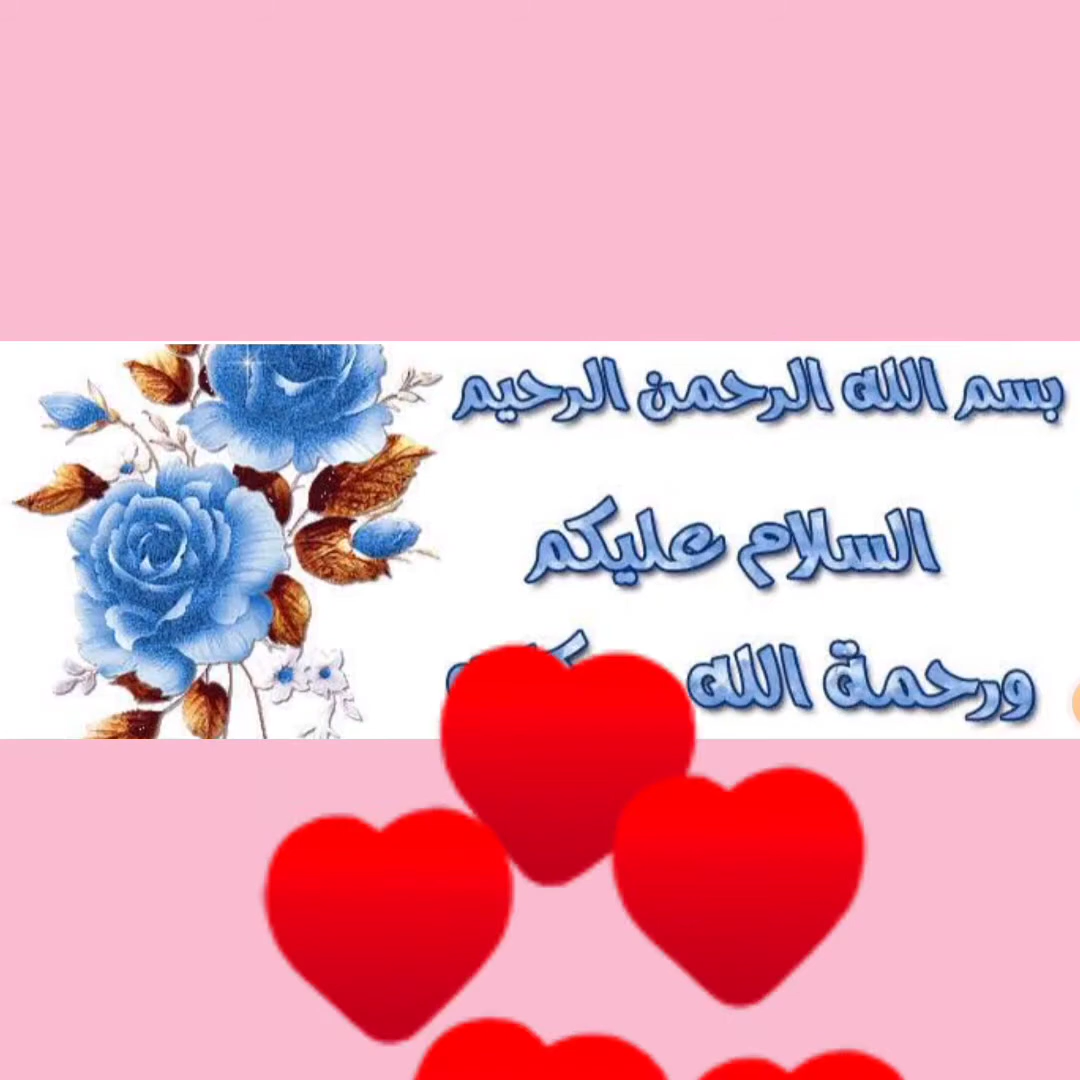 بسم الله الرحمن الرحيم
السلام عليكم
ورحمة الله